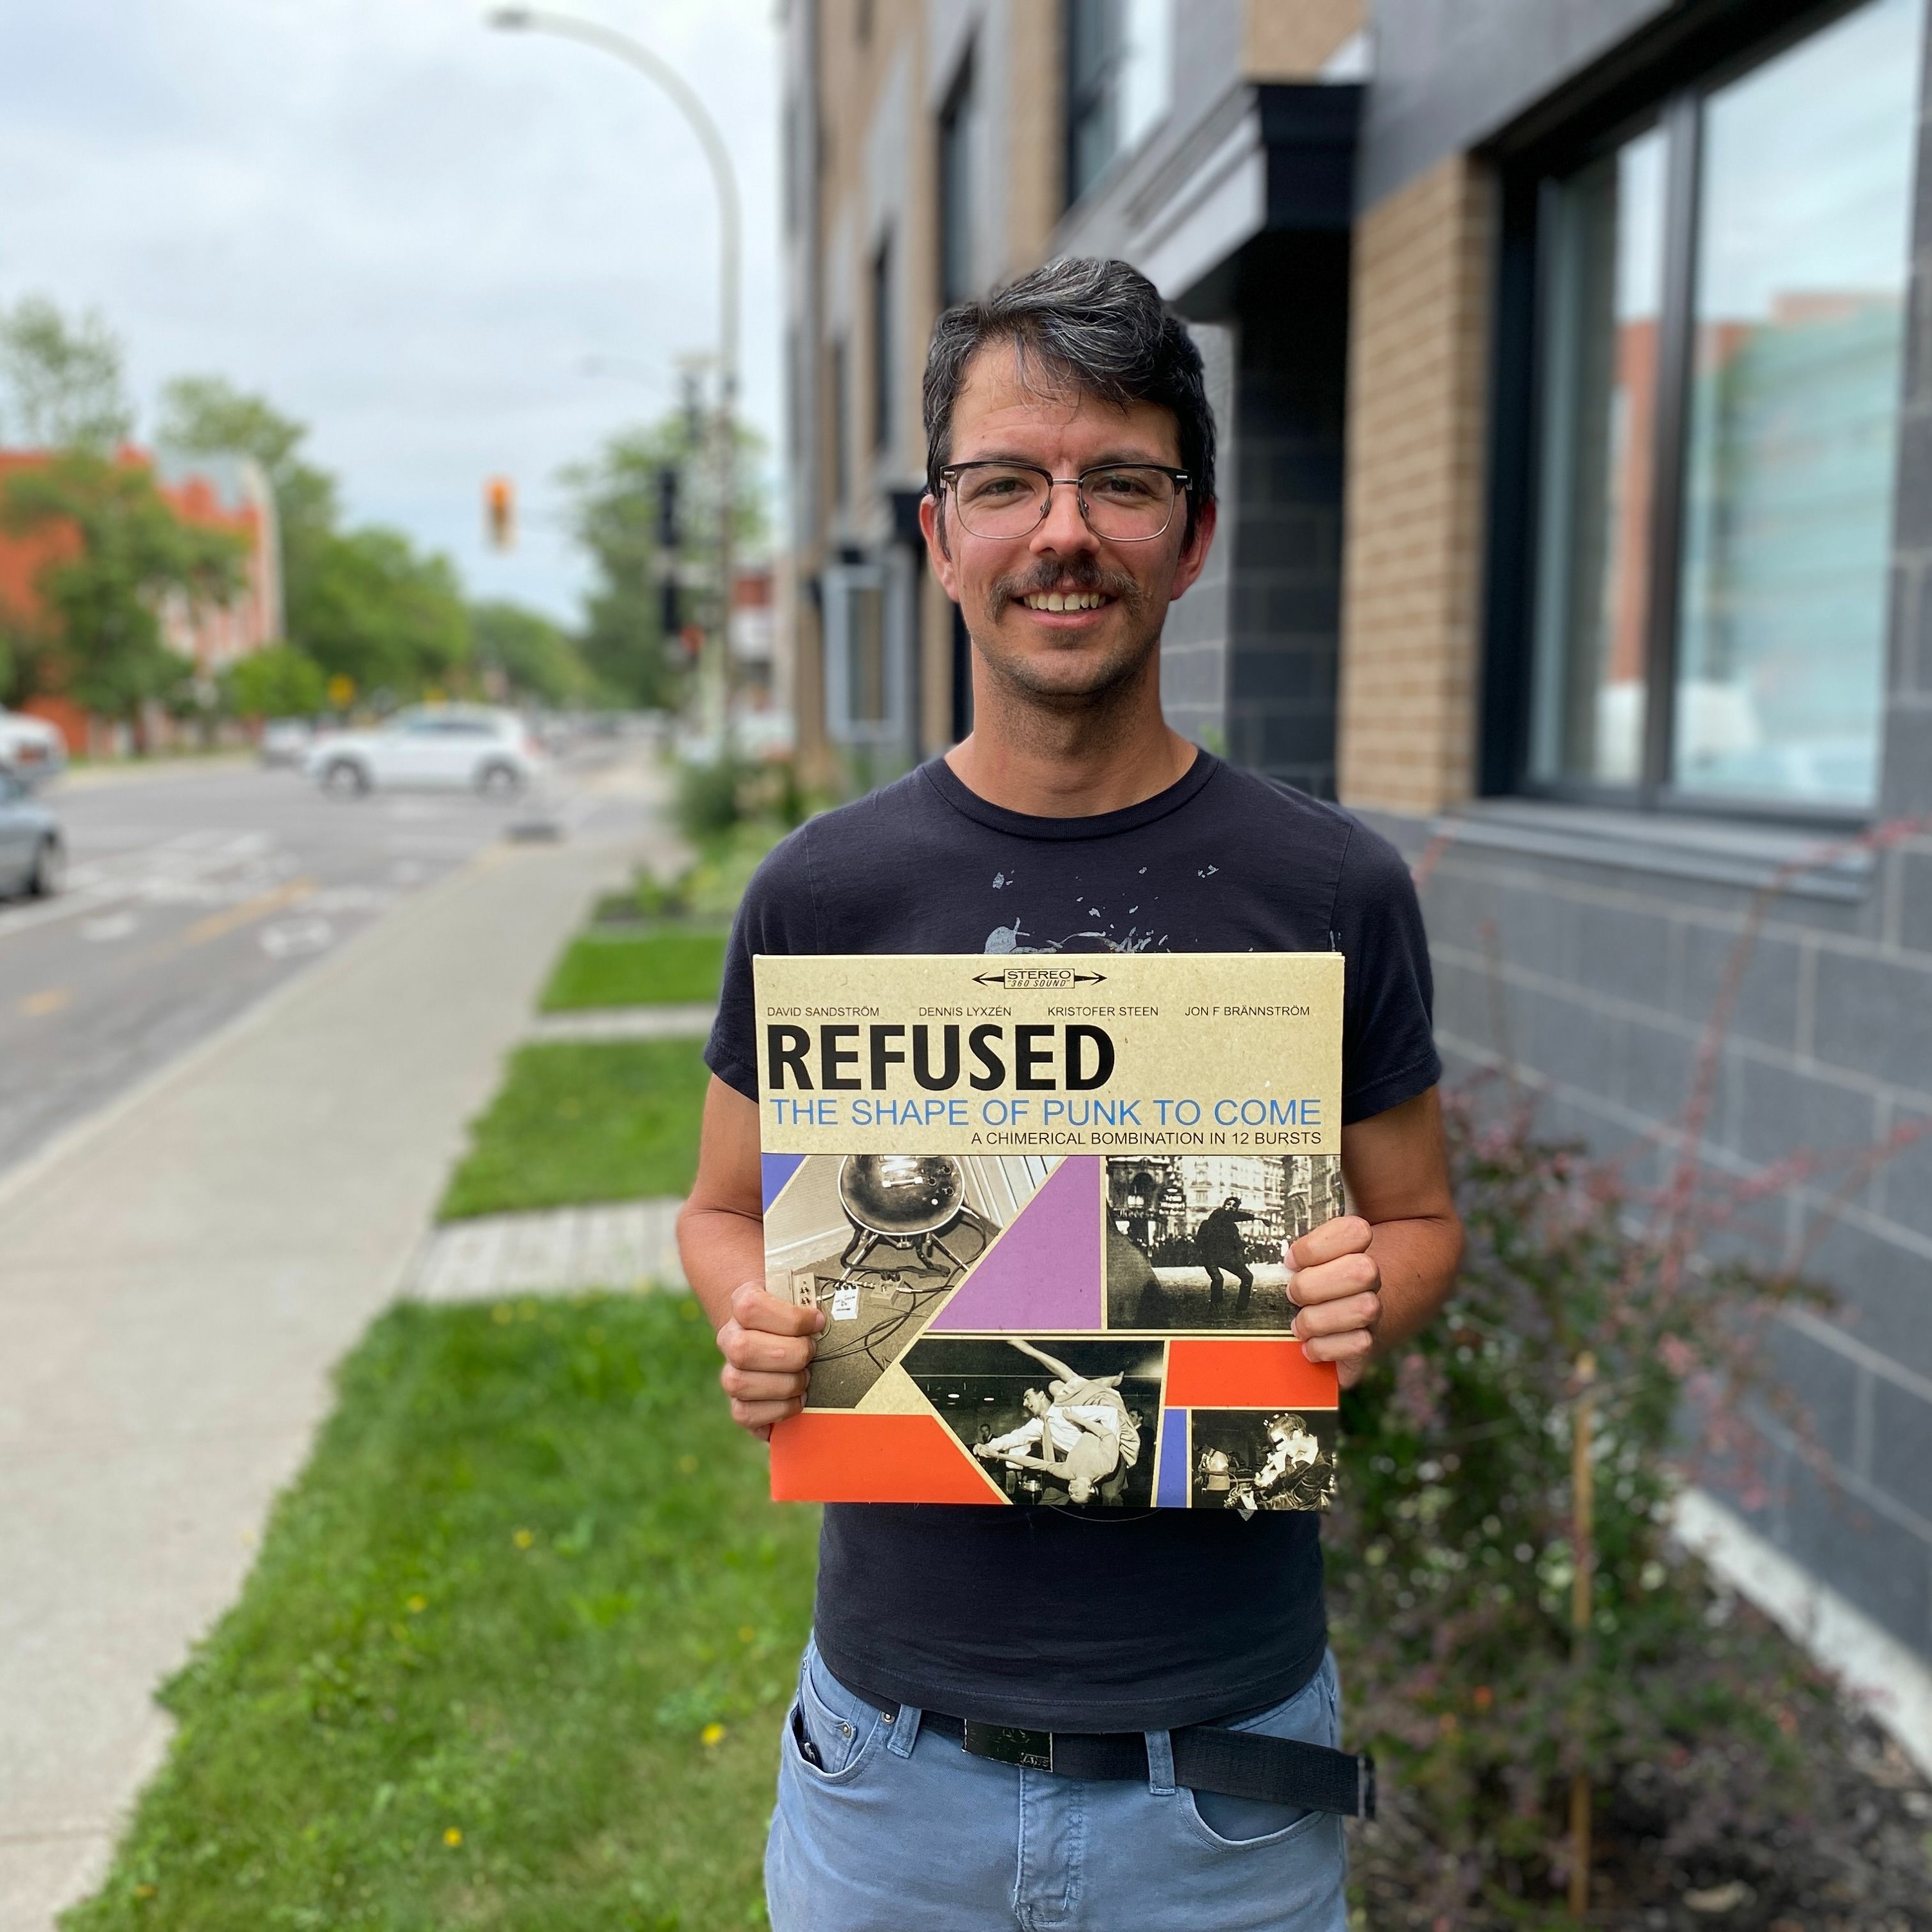 STEREO
"360 SOUND"
DAVID SANDSTRÖM DENNIS LYXZÉN KRISTOFER STEEN JON F BRÄNNSTRÖM
REFUSED
THE SHAPE OF PUNK TO COME
A CHIMERICAL BOMBINATION IN 12 BURSTS